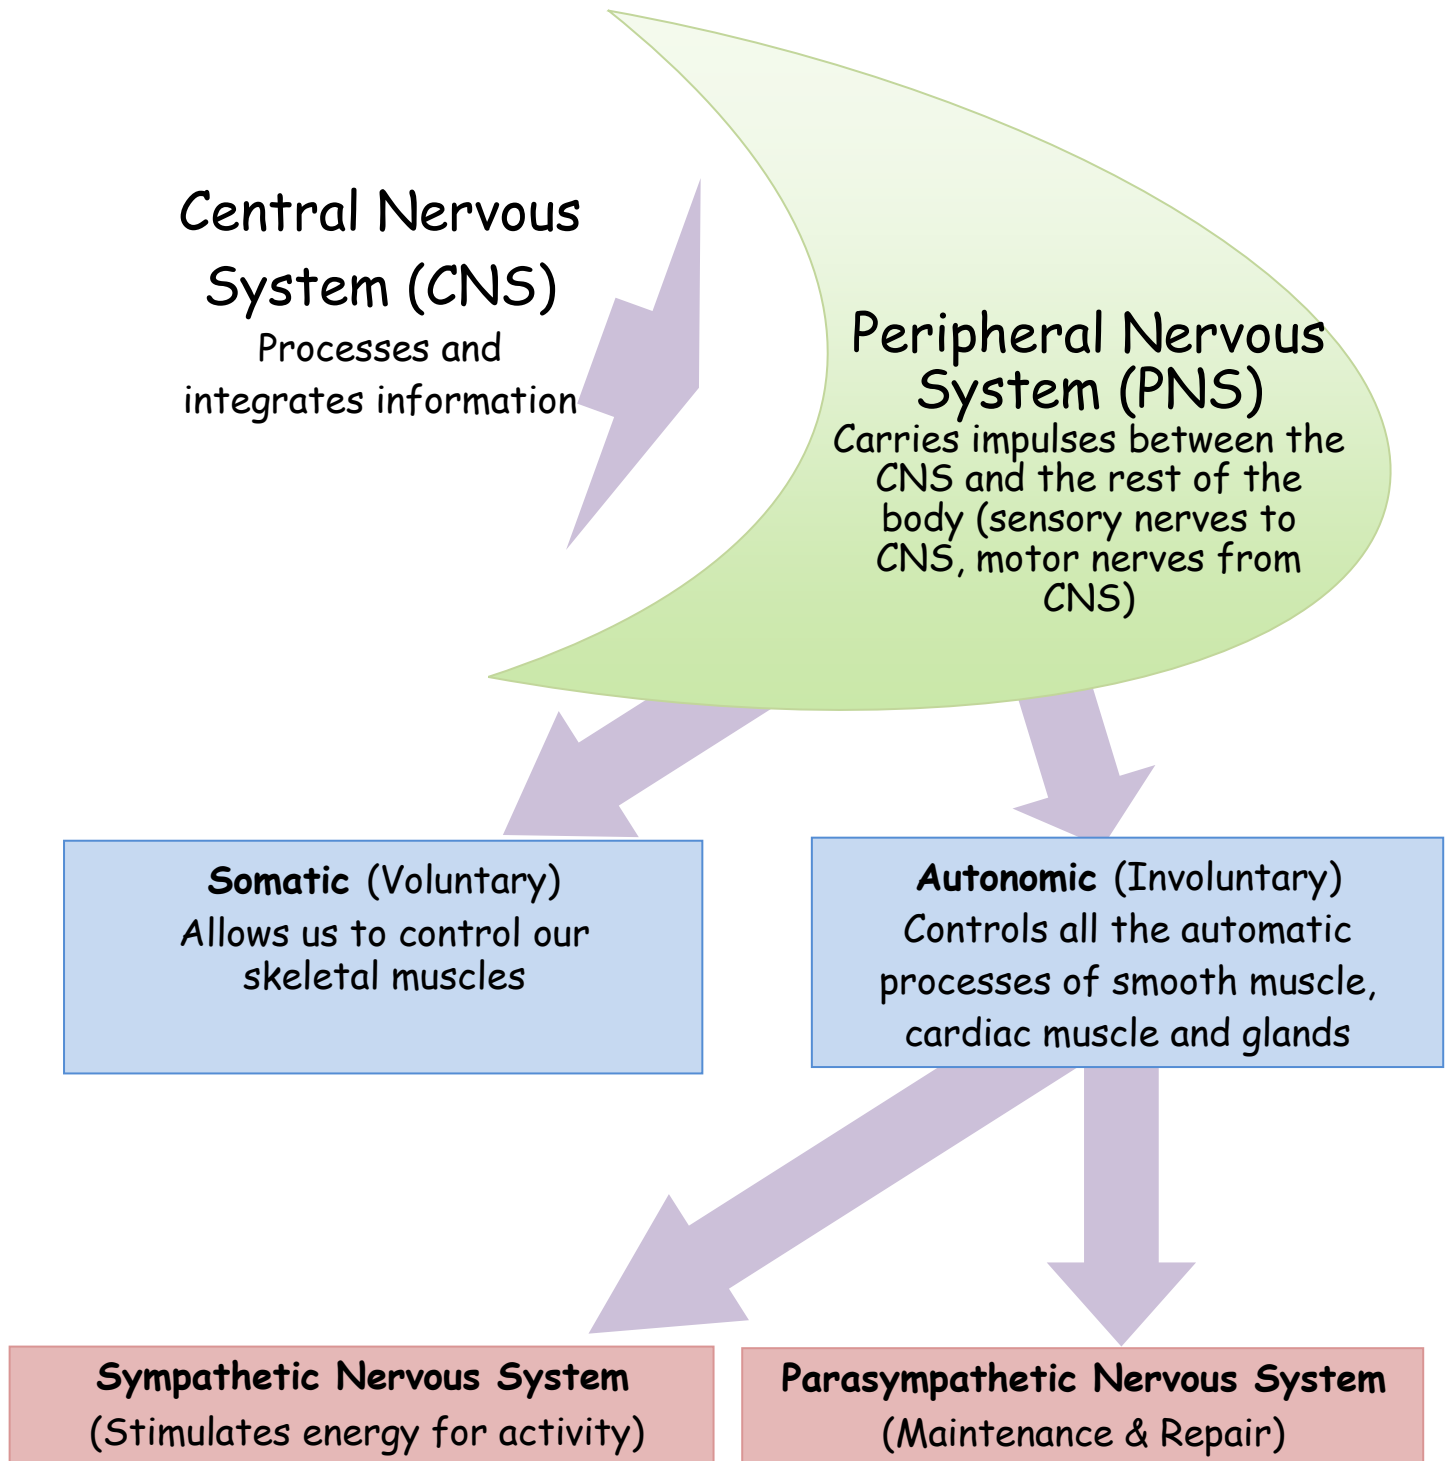 Central Nervous
System (CNS)
Processes and
integrates information
Peripheral Nervous
System (PNS)
Carries impulses between the
CNS and the rest of the
body (sensory nerves to
CNS, motor nerves from
CNS)
Somatic (Voluntary)
Allows us to control our
skeletal muscles
Autonomic (Involuntary)
Controls all the automatic
processes of smooth muscle,
cardiac muscle and glands
Sympathetic Nervous System
(Stimulates energy for activity)
Parasympathetic Nervous System
(Maintenance & Repair)